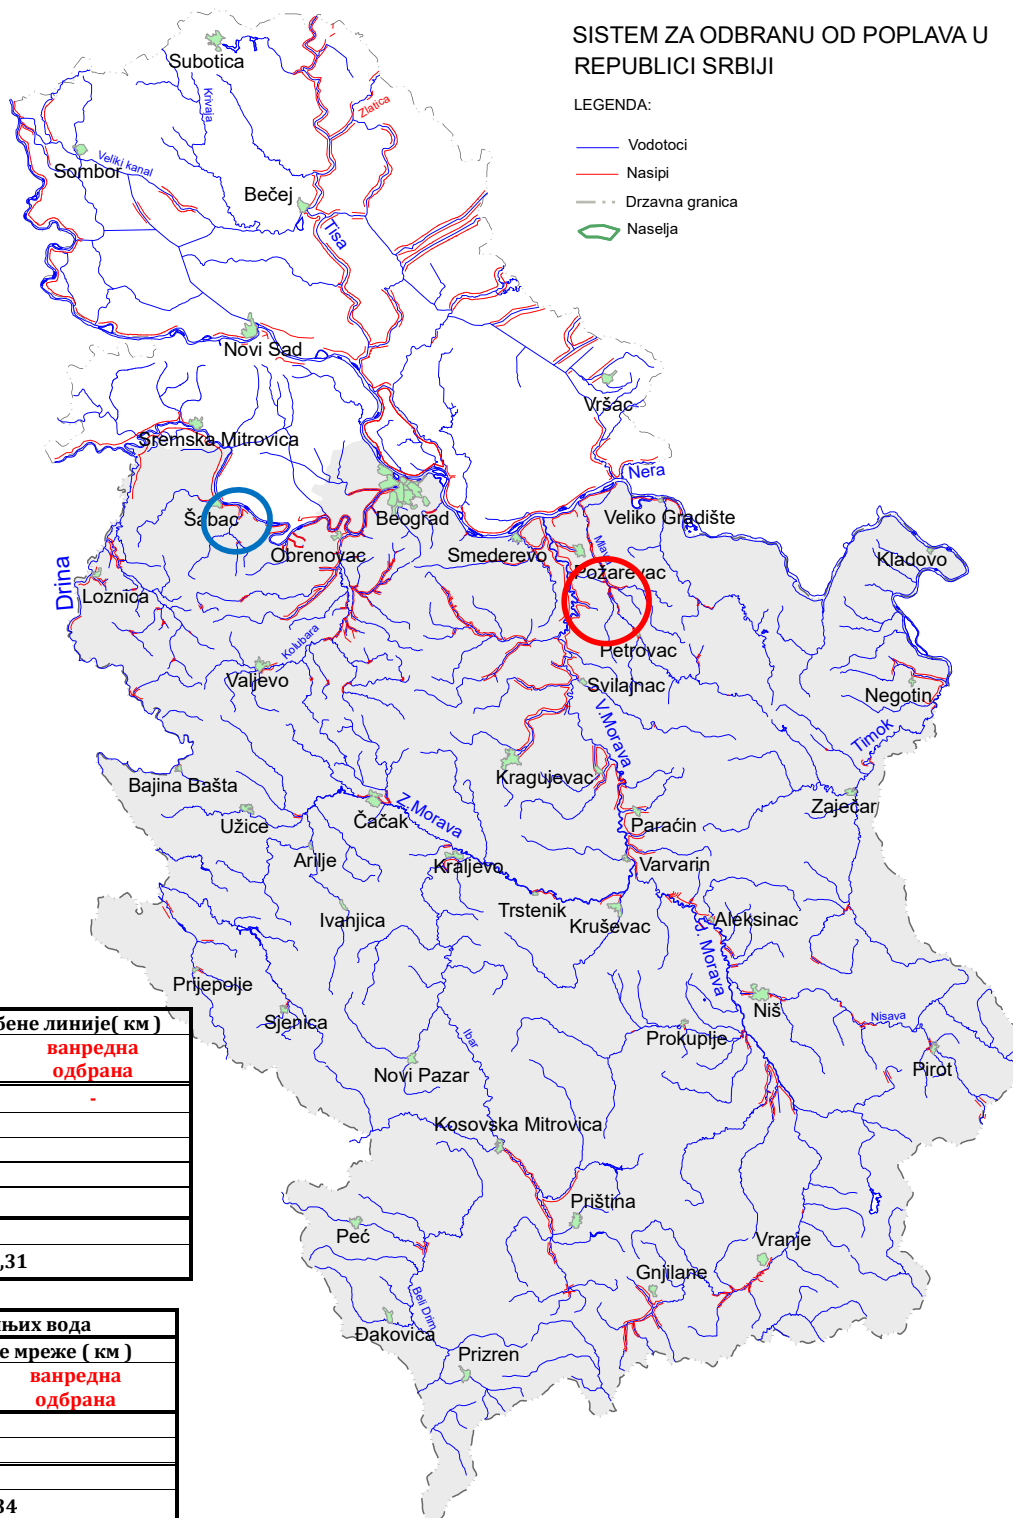 SISTEM ZA ODBRANU OD POPLAVA U
REPUBLICI SRBIJI
LEGENDA:
Vodotoci
Nasipi
Drzavna granica
Naselja
Subotica
Krivaja
Zlatica
Sombor
Veliki kanal
Bečej
Tisa
Novi Sad
Vršac
Sremska Mitrovica
Nera
Šabac
Beograd
Veliko Gradište
Obrenovac
Smederevo
Mlava
Kladovo
Drina
Loznica
Požarevac
Kolubara
Petrovac
Valjevo
Svilajnac
Negotin
V.Morava
Timok
Bajina Bašta
Kragujevac
Zaječar
Užice
Čačak
Z.Morava
Paraćin
Arilje
Kraljevo
Varvarin
Ivanjica
Trstenik
Kruševac
Aleksinac
J. Morava
Prijepolje
Sjenica
Niš
Nisava
Ibar
Prokuplje
Pirot
Novi Pazar
Kosovska Mitrovica
Priština
Peć
Vranje
Gnjilane
Beli Drim
Đakovica
Prizren
бене линије( км )
ванредна
одбрана
-
,31
њих вода
е мреже ( км )
ванредна
одбрана
34